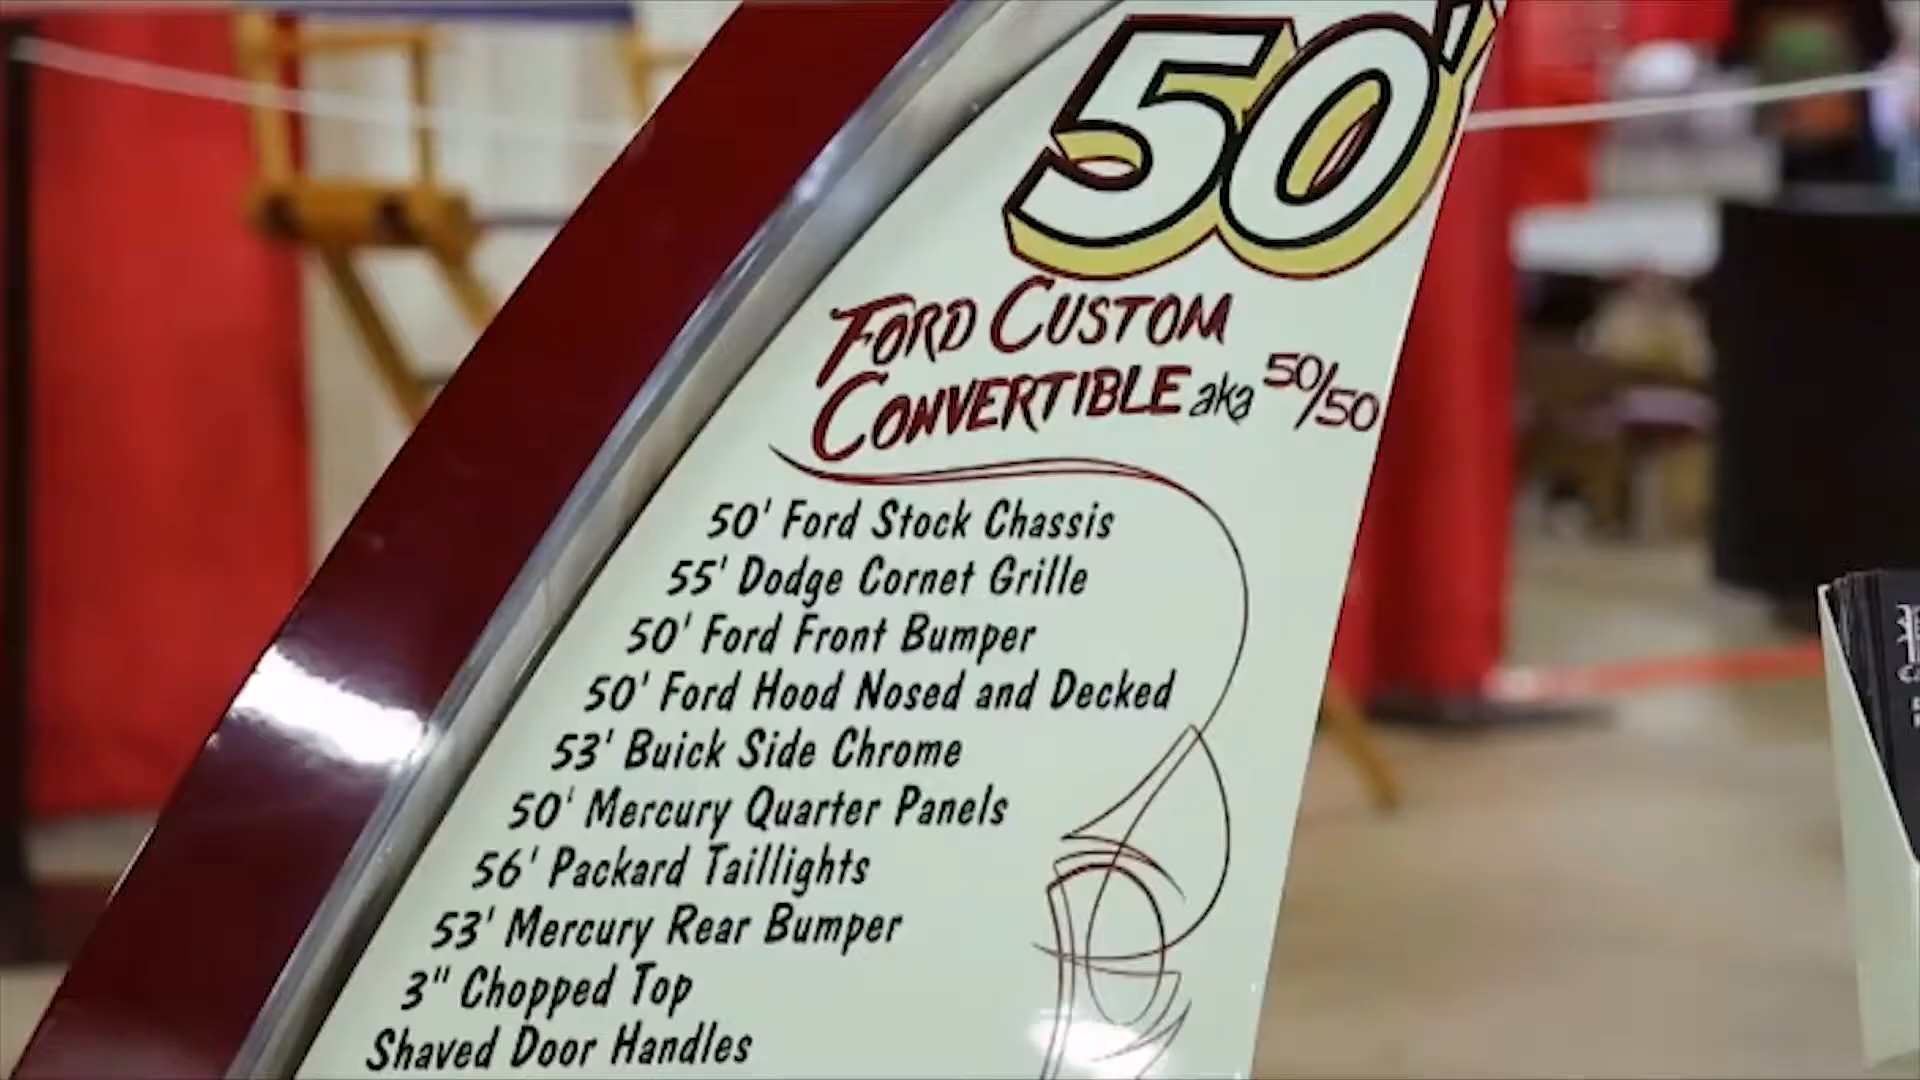 50'
FORD CUSTOM
CONVERTIBLE aka 50/50
50' Ford Stock Chassis
55' Dodge Cornet Grille
50' Ford Front Bumper
50' Ford Hood Nosed and Decked
53' Buick Side Chrome
50' Mercury Quarter Panels
56' Packard Taillights
53' Mercury Rear Bumper
3" Chopped Top
Shaved Door Handles